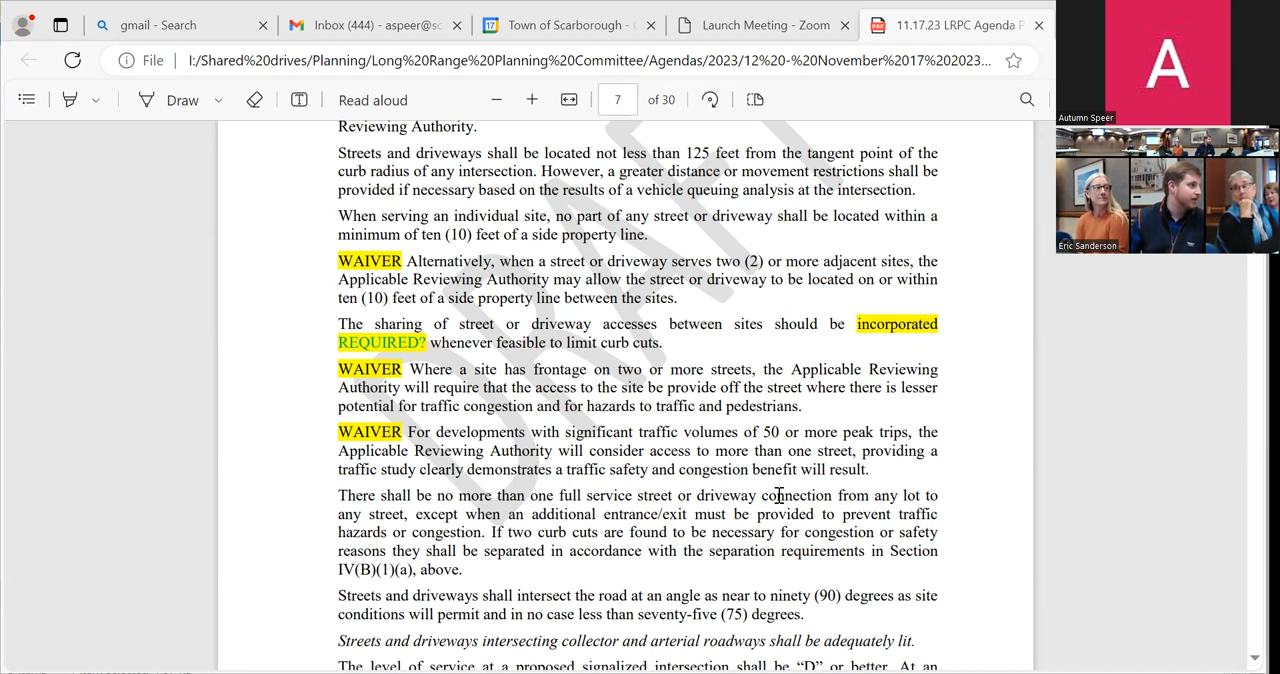 gmail - Search
Inbox (444) - aspeer@sc
Town of Scarborough -
Launch Meeting - Zoom
11.17.23 LRPC Agenda P
File
I:/Shared%20drives/Planning/Long%20Range%20Planning%20Committee/Agendas/2023/12%20-%20November%2017%202023...
Draw
Read aloud
7
of 30
A
Autumn Speer
Eric Sanderson
DRAFT
Reviewing Authority.
Streets and driveways shall be located not less than 125 feet from the tangent point of the
curb radius of any intersection. However, a greater distance or movement restrictions shall be
provided if necessary based on the results of a vehicle queuing analysis at the intersection.
When serving an individual site, no part of any street or driveway shall be located within a
minimum of ten (10) feet of a side property line.
WAIVER Alternatively, when a street or driveway serves two (2) or more adjacent sites, the
Applicable Reviewing Authority may allow the street or driveway to be located on or within
ten (10) feet of a side property line between the sites.
The sharing of street or driveway accesses between sites should be incorporated
REQUIRED? whenever feasible to limit curb cuts.
WAIVER Where a site has frontage on two or more streets, the Applicable Reviewing
Authority will require that the access to the site be provide off the street where there is lesser
potential for traffic congestion and for hazards to traffic and pedestrians.
WAIVER For developments with significant traffic volumes of 50 or more peak trips, the
Applicable Reviewing Authority will consider access to more than one street, providing a
traffic study clearly demonstrates a traffic safety and congestion benefit will result.
There shall be no more than one full service street or driveway connection from any lot to
any street, except when an additional entrance/exit must be provided to prevent traffic
hazards or congestion. If two curb cuts are found to be necessary for congestion or safety
reasons they shall be separated in accordance with the separation requirements in Section
IV(B)(1)(a), above.
Streets and driveways shall intersect the road at an angle as near to ninety (90) degrees as site
conditions will permit and in no case less than seventy-five (75) degrees.
Streets and driveways intersecting collector and arterial roadways shall be adequately lit.
The level of service at a proposed signalized intersection shall be “D” or better. At an